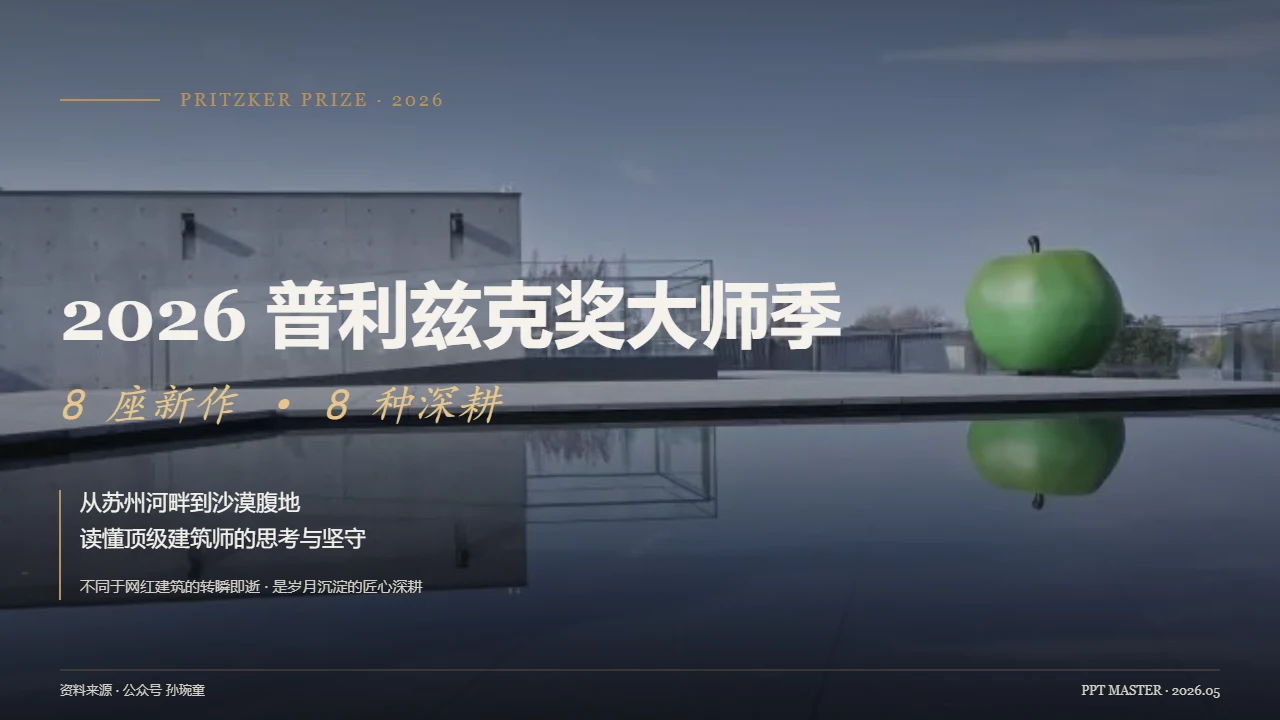 PRITZKER PRIZE · 2026
2026 普利兹克奖大师季
8 座新作 • 8 种深耕
从苏州河畔到沙漠腹地
读懂顶级建筑师的思考与坚守
不同于网红建筑的转瞬即逝 · 是岁月沉淀的匠心深耕
资料来源 · 公众号 孙琬童
PPT MASTER · 2026.05